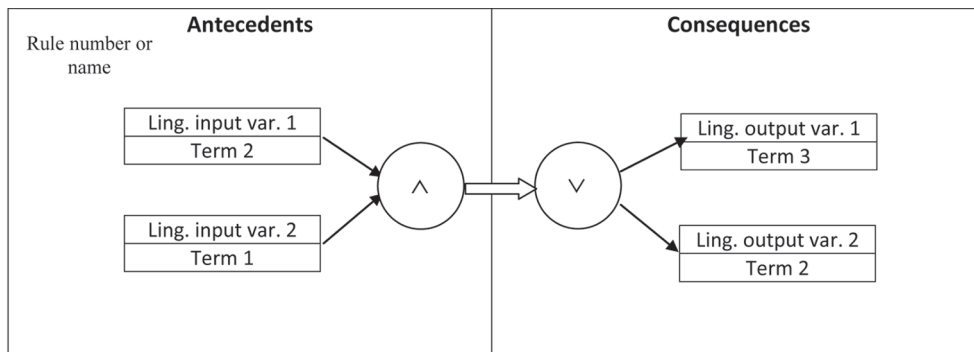 Antecedents
Consequences
Rule number or
name
Ling. input var. 1
Term 2
Ling. input var. 2
Term 1
∧
∨
Ling. output var. 1
Term 3
Ling. output var. 2
Term 2